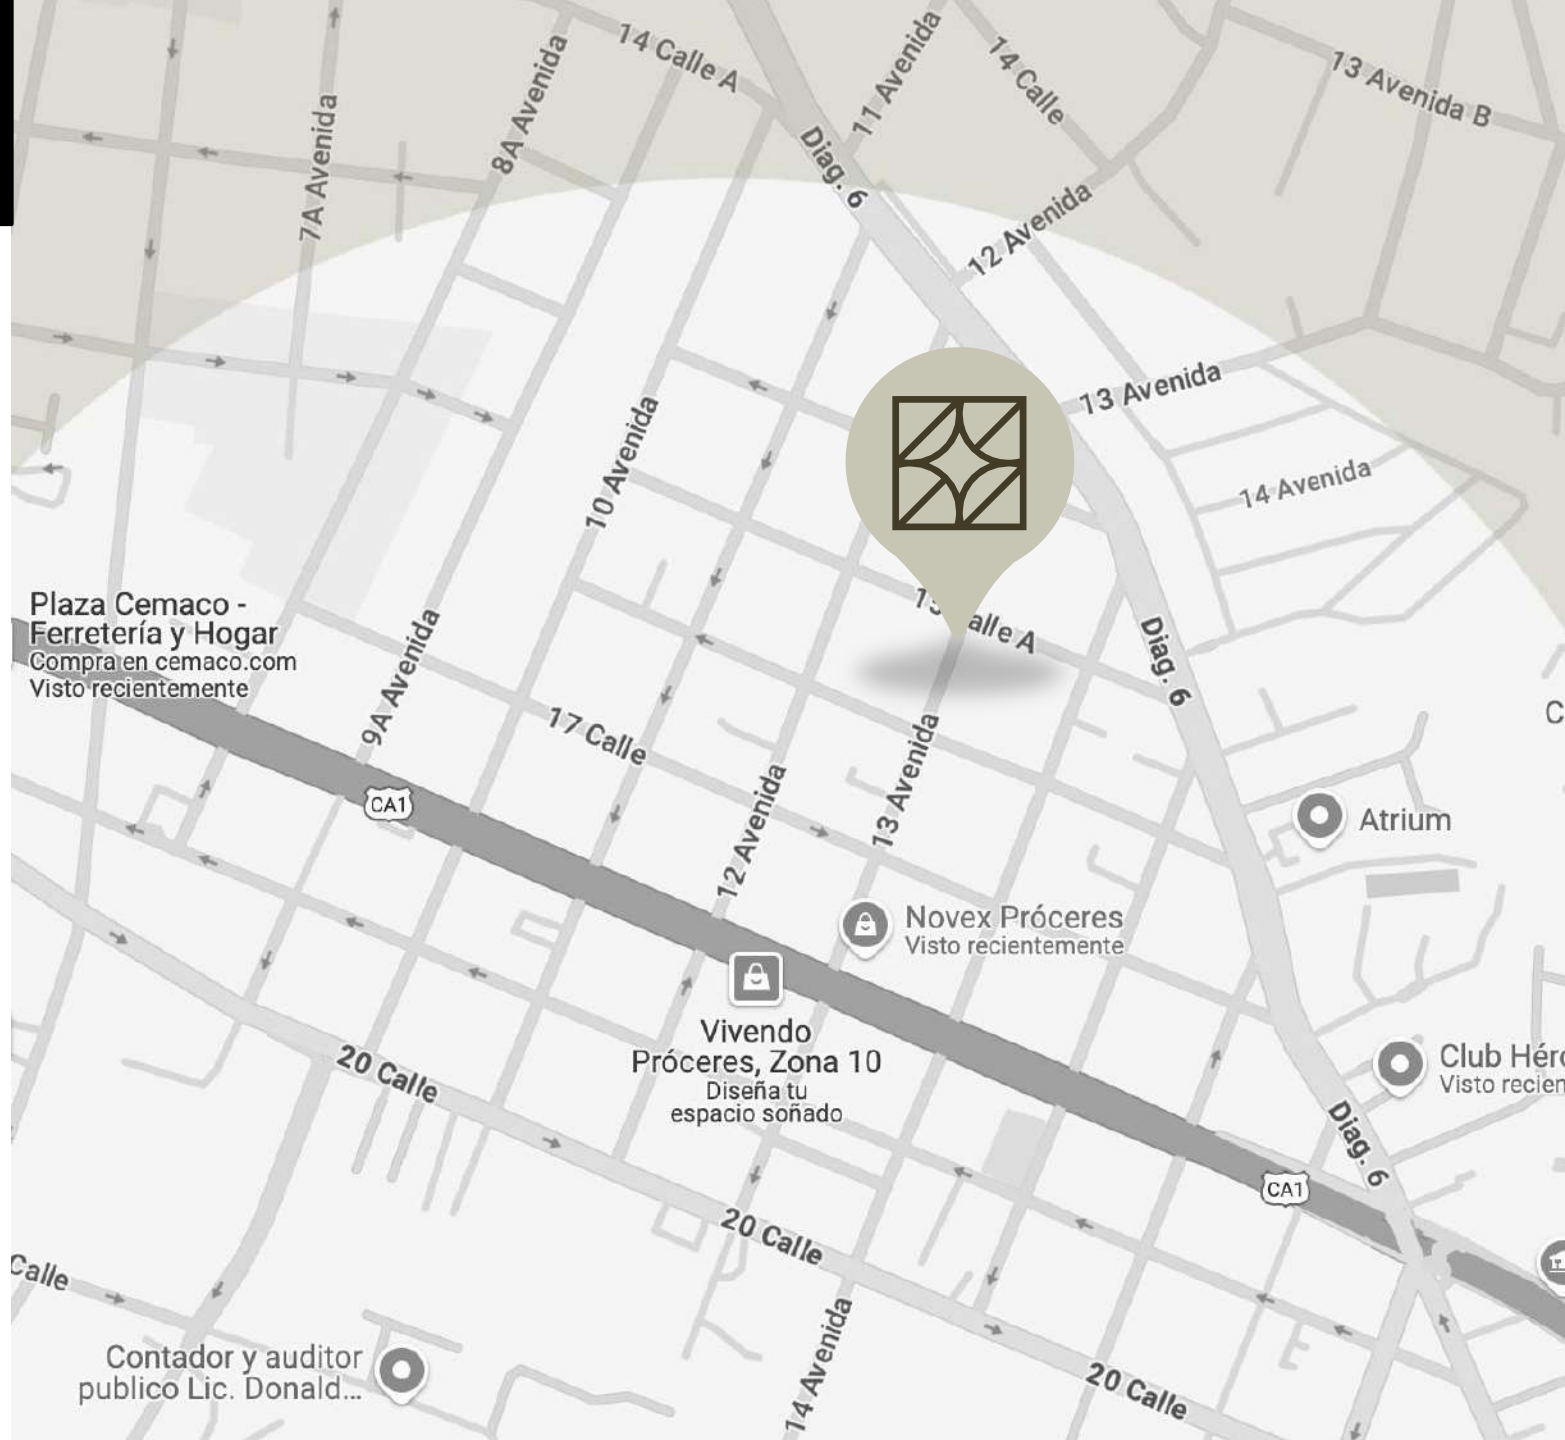 14 Calle A
11 Avenida
14 Calle
13 Avenida B
8A Avenida
7A Avenida
Diag. 6
12 Avenida
13 Avenida
10 Avenida
14 Avenida
Plaza Cemaco -
Ferretería y Hogar
Compra en cemaco.com
Visto recientemente
alle A
Diag. 6
9A Avenida
17 Calle
C
13 Avenida
12 Avenida
CA1
Atrium
Novex Próceres
Visto recientemente
Vivendo
Próceres, Zona 10
Diseña tu
espacio soñado
20 Calle
Club Héro
Visto recien
Diag. 6
CA1
20 Calle
Calle
14 Avenida
Contador y auditor
publico Lic. Donald...
20 Calle